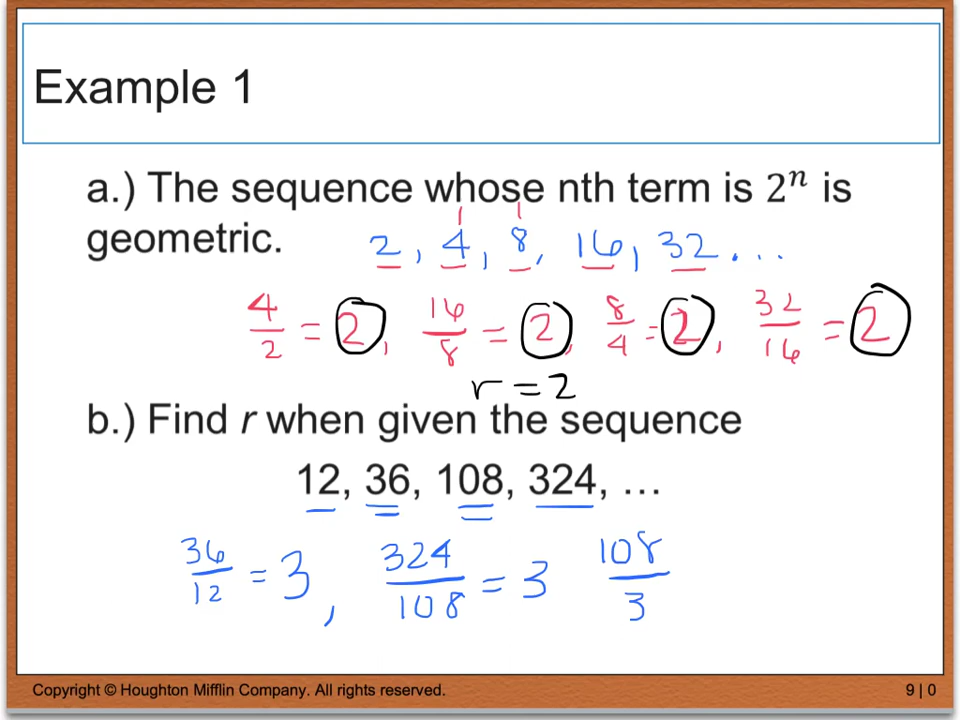 Example 1
a.) The sequence whose nth term is 2ⁿ is
geometric. 2, 4, 8, 16, 32 ...
4/2 = 2, 16/8 = 2, 8/4 = 2, 32/16 = 2
r = 2
b.) Find r when given the sequence
12, 36, 108, 324, …
36/12 = 3, 324/108 = 3 108/3
Copyright © Houghton Mifflin Company. All rights reserved. 9 | 0